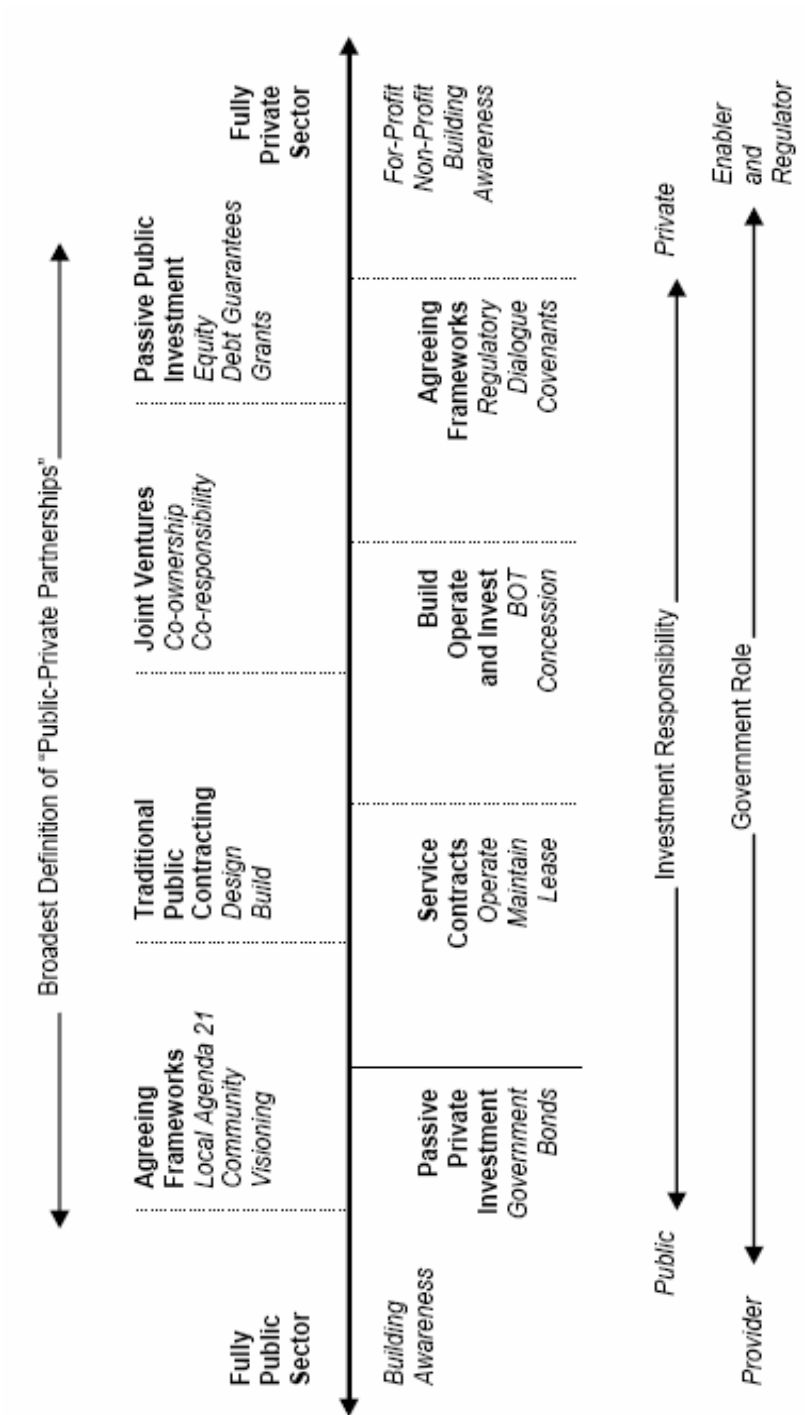 Broadest Definition of "Public-Private Partnerships"
Agreeing
Frameworks
Local Agenda 21
Community
Visioning
Traditional
Public
Contracting
Design
Build
Joint Ventures
Co-ownership
Co-responsibility
Passive Public
Investment
Equity
Debt Guarantees
Grants
Fully
Public
Sector
Fully
Private
Sector
Building
Awareness
Passive
Private
Investment
Government
Bonds
Service
Contracts
Operate
Maintain
Lease
Build
Operate
and Invest
BOT
Concession
Agreeing
Frameworks
Regulatory
Dialogue
Covenants
For-Profit
Non-Profit
Building
Awareness
Public
Investment Responsibility
Private
Provider
Government Role
Enabler
and
Regulator